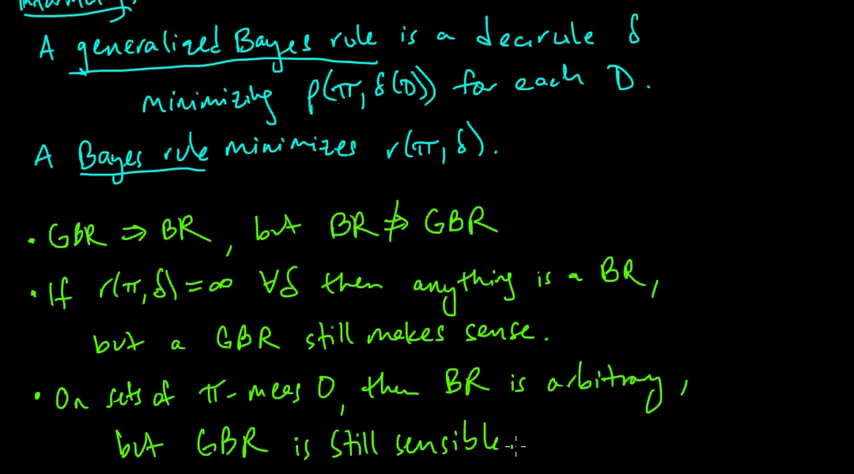 A generalized Bayes rule is a dec. rule δ
minimizing ρ(π, δ(D)) for each D.
A Bayes rule minimizes r(π, δ).
• GBR ⇒ BR, but BR ⇏ GBR
• If r(π, δ) = ∞ ∀δ then anything is a BR,
but a GBR still makes sense.
• On sets of π-meas 0, then BR is arbitrary,
but GBR is still sensible.